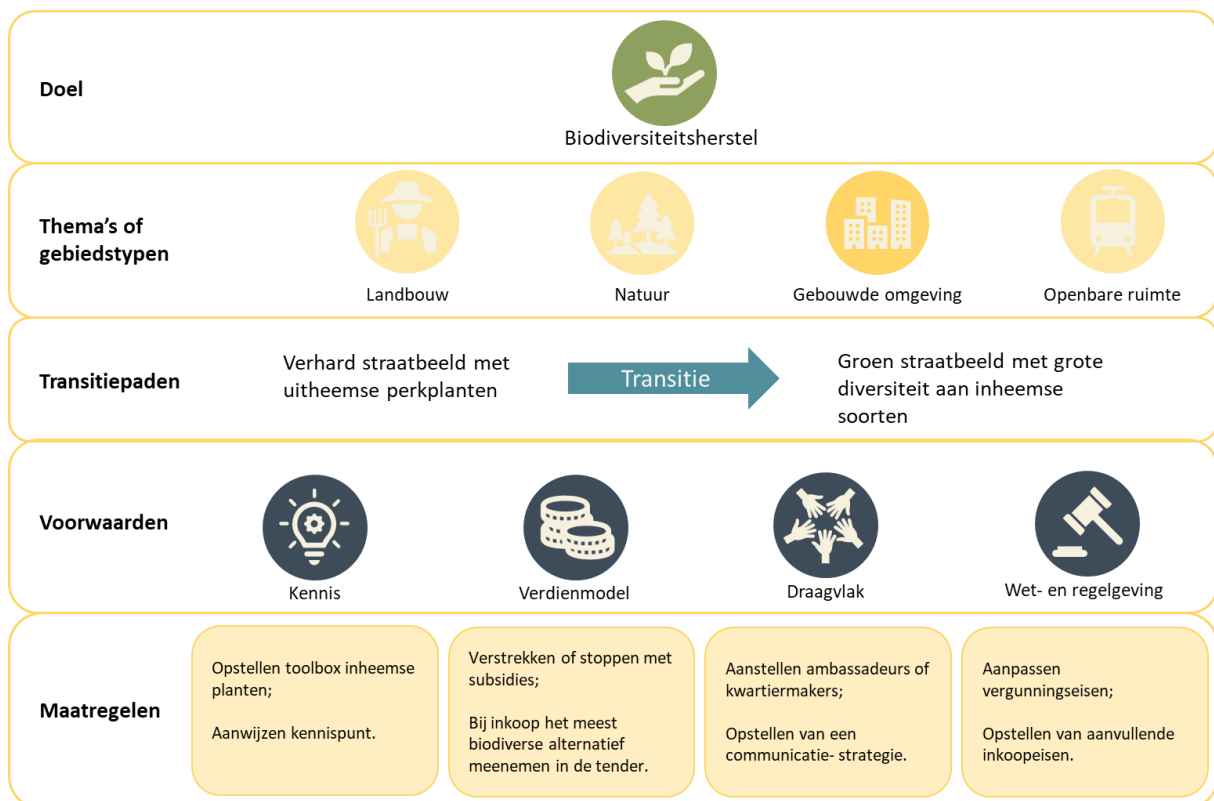 Doel
Biodiversiteitsherstel
Thema's of
gebiedstypen
Landbouw
Natuur
Gebouwde omgeving
Openbare ruimte
Transitiepaden
Verhard straatbeeld met
uitheemse perkplanten
Transitie
Groen straatbeeld met grote
diversiteit aan inheemse
soorten
Voorwaarden
Kennis
Verdienmodel
Draagvlak
Wet- en regelgeving
Maatregelen
Opstellen toolbox inheemse
planten;
Aanwijzen kennispunt.
Verstrekken of stoppen met
subsidies;
Bij inkoop het meest
biodiverse alternatief
meenemen in de tender.
Aanstellen ambassadeurs of
kwartiermakers;
Opstellen van een
communicatie- strategie.
Aanpassen
vergunningseisen;
Opstellen van aanvullende
inkoopeisen.